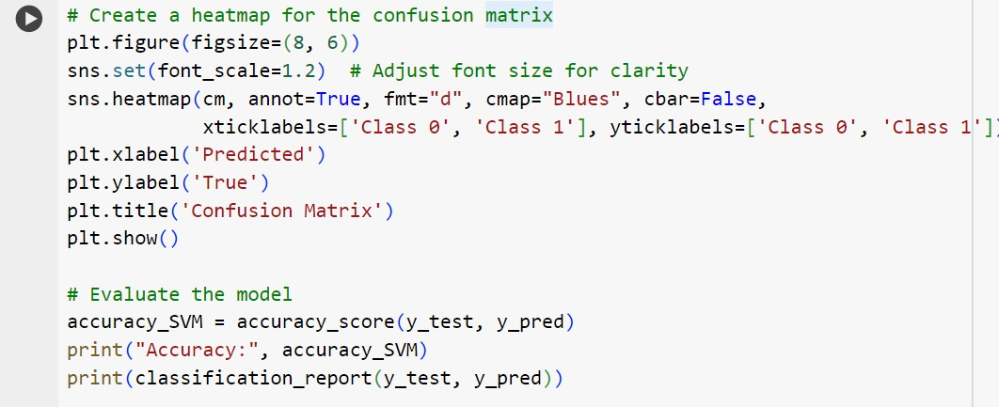 # Create a heatmap for the confusion matrix
plt.figure(figsize=(8, 6))
sns.set(font_scale=1.2)  # Adjust font size for clarity
sns.heatmap(cm, annot=True, fmt="d", cmap="Blues", cbar=False,
            xticklabels=['Class 0', 'Class 1'], yticklabels=['Class 0', 'Class 1'])
plt.xlabel('Predicted')
plt.ylabel('True')
plt.title('Confusion Matrix')
plt.show()

# Evaluate the model
accuracy_SVM = accuracy_score(y_test, y_pred)
print("Accuracy:", accuracy_SVM)
print(classification_report(y_test, y_pred))